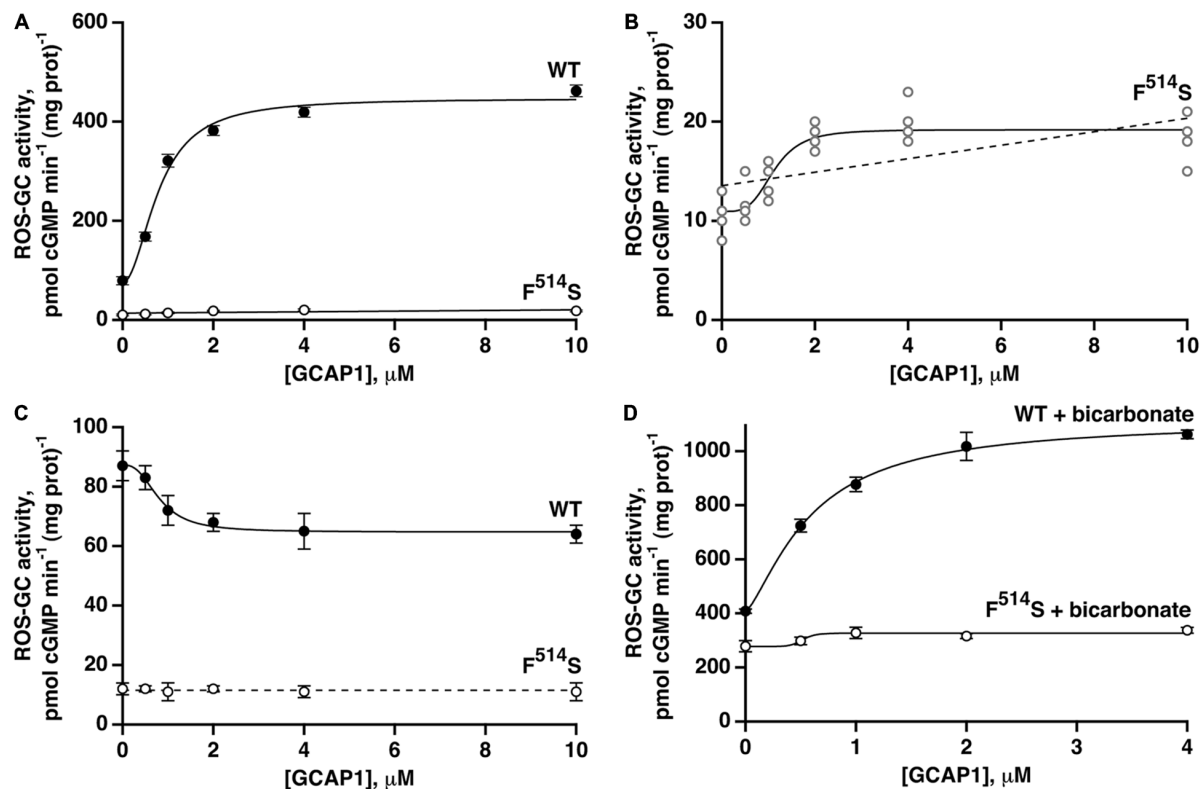 A
ROS-GC activity,
pmol cGMP min⁻¹ (mg prot)⁻¹
600
400
200
0
WT
F⁵¹⁴S
0 2 4 6 8 10
[GCAP1], μM
B
ROS-GC activity,
pmol cGMP min⁻¹ (mg prot)⁻¹
30
20
10
0
F⁵¹⁴S
0 2 4 6 8 10
[GCAP1], μM
C
ROS-GC activity,
pmol cGMP min⁻¹ (mg prot)⁻¹
100
80
60
40
20
0
WT
F⁵¹⁴S
0 2 4 6 8 10
[GCAP1], μM
D
ROS-GC activity,
pmol cGMP min⁻¹ (mg prot)⁻¹
WT + bicarbonate
1000
800
600
400
200
0
F⁵¹⁴S + bicarbonate
0 1 2 3 4
[GCAP1], μM